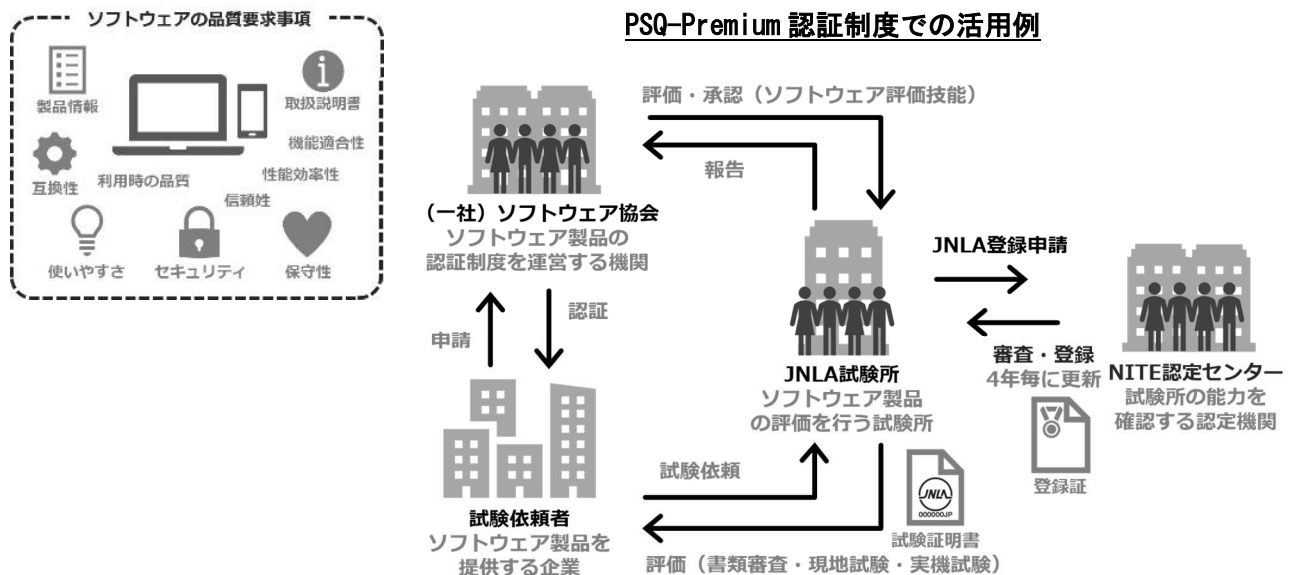 ソフトウェアの品質要求事項
製品情報
取扱説明書
機能適合性
互換性
利用時の品質
性能効率性
信頼姓
使いやすさ
セキュリティ
保守性
PSQ-Premium 認証制度での活用例
評価・承認（ソフトウェア評価技能）
報告
（一社）ソフトウェア協会
ソフトウェア製品の
認証制度を運営する機関
申請
認証
JNLA登録申請
審査・登録
4年毎に更新
登録証
NITE認定センター
試験所の能力を
確認する認定機関
JNLA試験所
ソフトウェア製品
の評価を行う試験所
試験依頼
試験依頼者
ソフトウェア製品を
提供する企業
JNLA
000000JP
試験証明書
評価（書類審査・現地試験・実機試験）